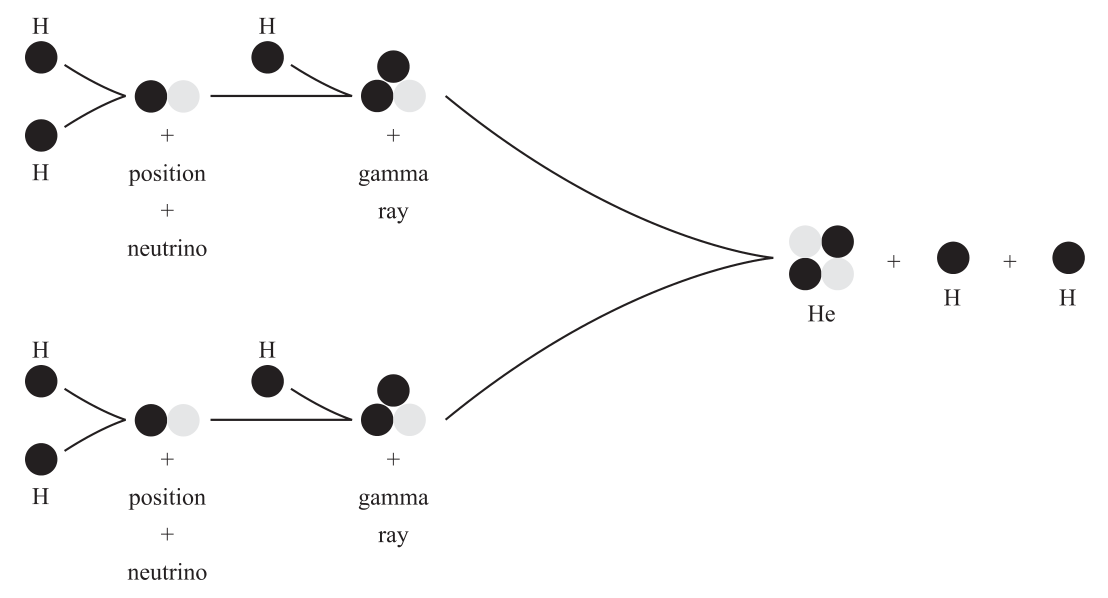 H
H
H
+
+
position
gamma
+
ray
neutrino
H
+
+
He
H
H
H
H
H
+
+
position
gamma
+
ray
neutrino